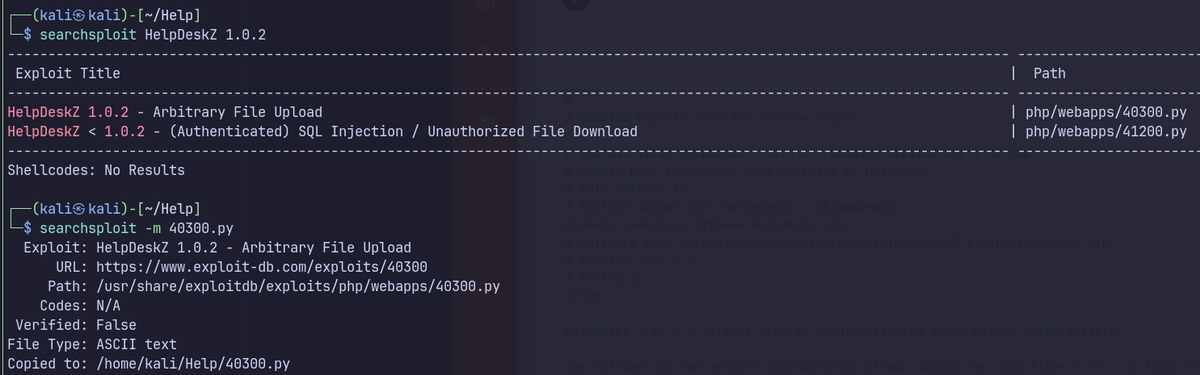 ┌──(kali㉿kali)-[~/Help]
└─$ searchsploit HelpDeskZ 1.0.2
Exploit Title | Path
HelpDeskZ 1.0.2 - Arbitrary File Upload | php/webapps/40300.py
HelpDeskZ < 1.0.2 - (Authenticated) SQL Injection / Unauthorized File Download | php/webapps/41200.py
Shellcodes: No Results
┌──(kali㉿kali)-[~/Help]
└─$ searchsploit -m 40300.py
Exploit: HelpDeskZ 1.0.2 - Arbitrary File Upload
URL: https://www.exploit-db.com/exploits/40300
Path: /usr/share/exploitdb/exploits/php/webapps/40300.py
Codes: N/A
Verified: False
File Type: ASCII text
Copied to: /home/kali/Help/40300.py